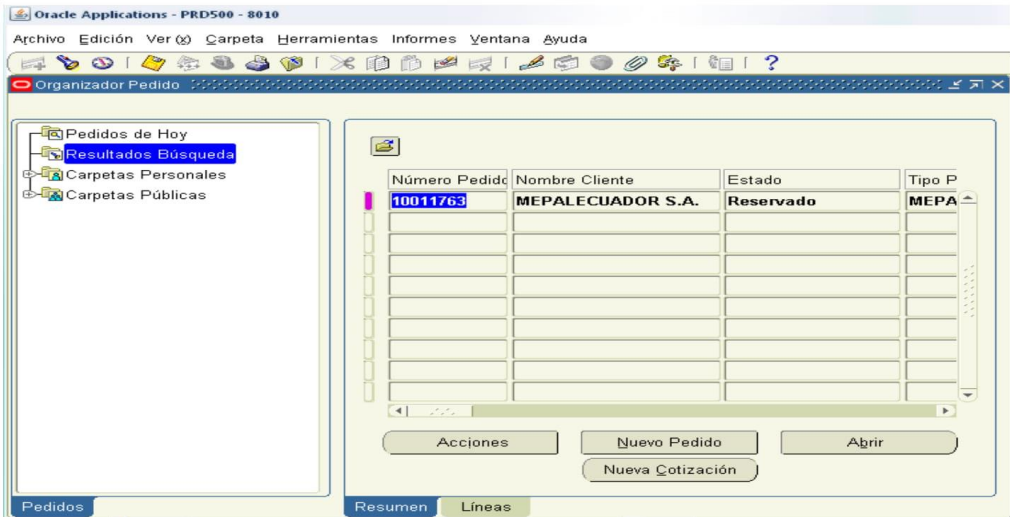 Oracle Applications - PRD500 - 8010
Archivo Edición Ver(x) Carpeta Herramientas Informes Ventana Ayuda
?
Organizador Pedido
Pedidos de Hoy
Resultados Búsqueda
Carpetas Personales
Carpetas Públicas
Número Pedido Nombre Cliente Estado Tipo P
10011763 MEPALECUADOR S.A. Reservado MEPA
Acciones Nuevo Pedido Abrir
Nueva Cotización
Pedidos Resumen Líneas